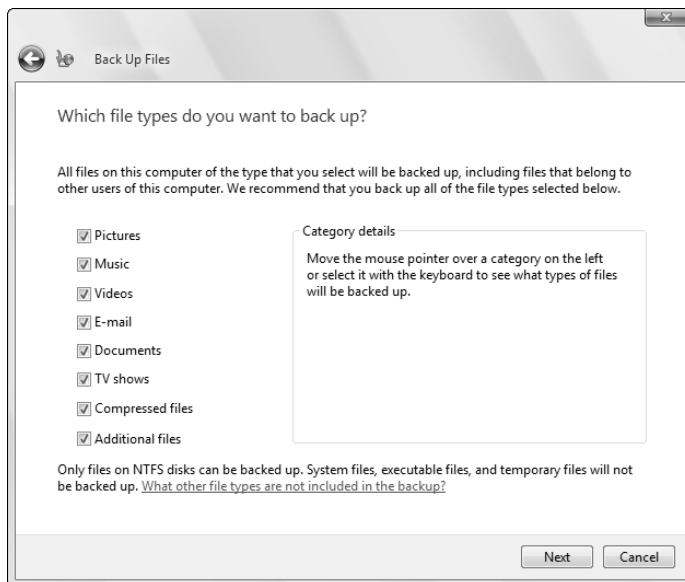 Back Up Files
Which file types do you want to back up?
All files on this computer of the type that you select will be backed up, including files that belong to
other users of this computer. We recommend that you back up all of the file types selected below.
Pictures
Music
Videos
E-mail
Documents
TV shows
Compressed files
Additional files
Category details
Move the mouse pointer over a category on the left
or select it with the keyboard to see what types of files
will be backed up.
Only files on NTFS disks can be backed up. System files, executable files, and temporary files will not
be backed up. What other file types are not included in the backup?
Next
Cancel